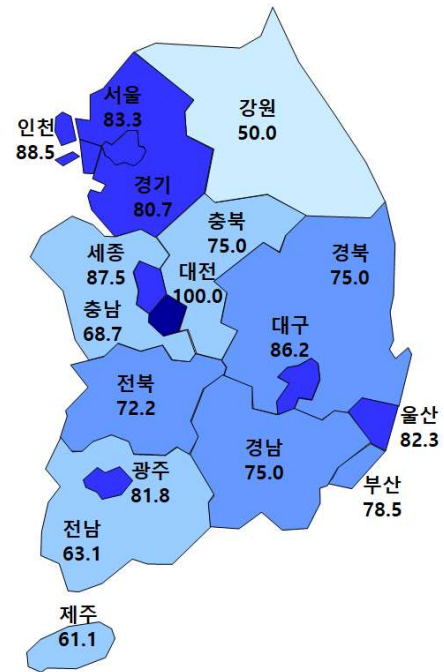 서울
83.3
강원
50.0
인천
88.5
경기
80.7
충북
75.0
세종
87.5
대전
100.0
경북
75.0
충남
68.7
대구
86.2
전북
72.2
울산
82.3
경남
75.0
광주
81.8
부산
78.5
전남
63.1
제주
61.1